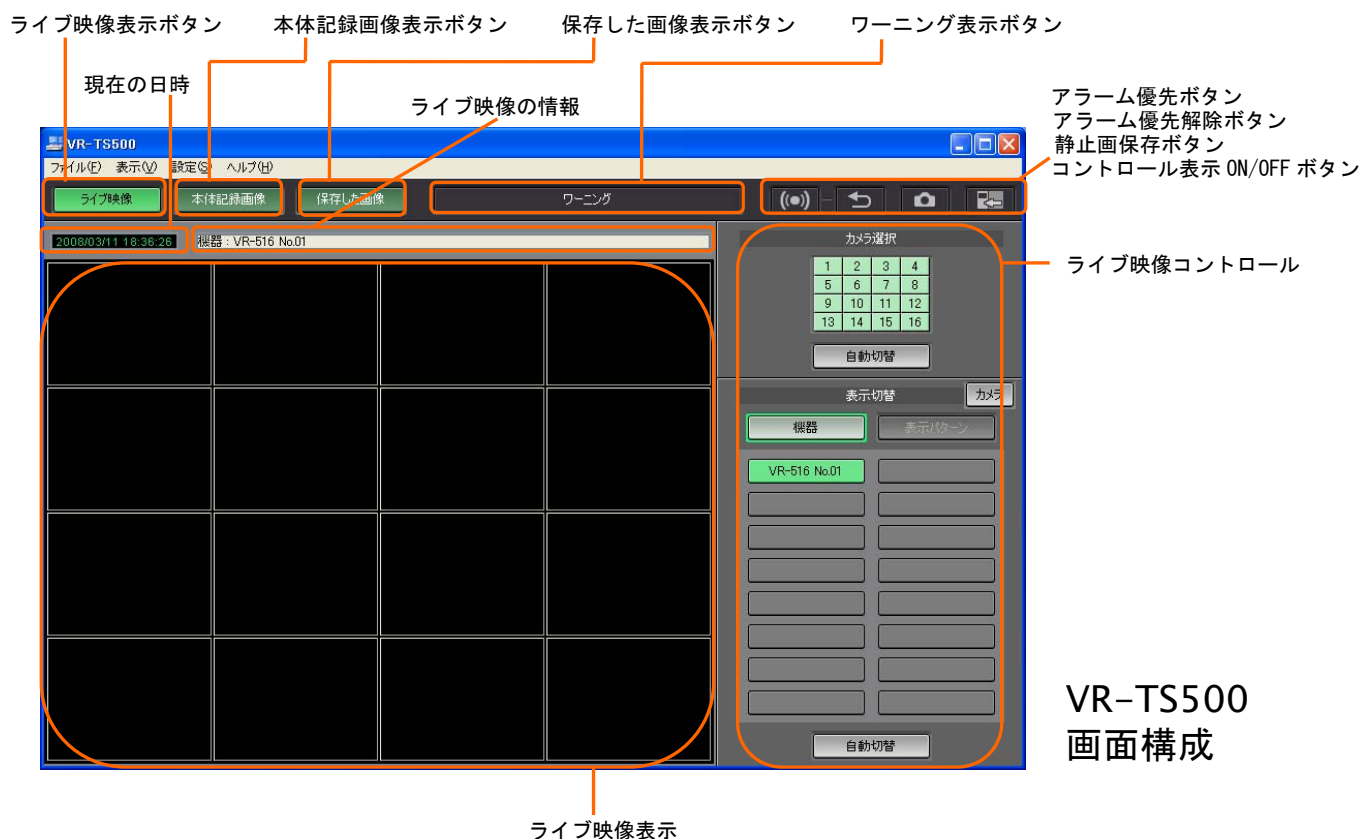 ライブ映像表示ボタン
本体記録画像表示ボタン
保存した画像表示ボタン
ワーニング表示ボタン
現在の日時
ライブ映像の情報
アラーム優先ボタン
アラーム優先解除ボタン
静止画保存ボタン
コントロール表示 ON/OFF ボタン
VR-TS500
ファイル(F) 表示(V) 設定(S) ヘルプ(H)
ライブ映像 本体記録画像 保存した画像 ワーニング
2008/03/11 18:36:26 機器：VR-516 No.01
カメラ選択
1 2 3 4
5 6 7 8
9 10 11 12
13 14 15 16
自動切替
ライブ映像コントロール
表示切替 カメラ
機器 表示パターン
VR-516 No.01
自動切替
VR-TS500
画面構成
ライブ映像表示